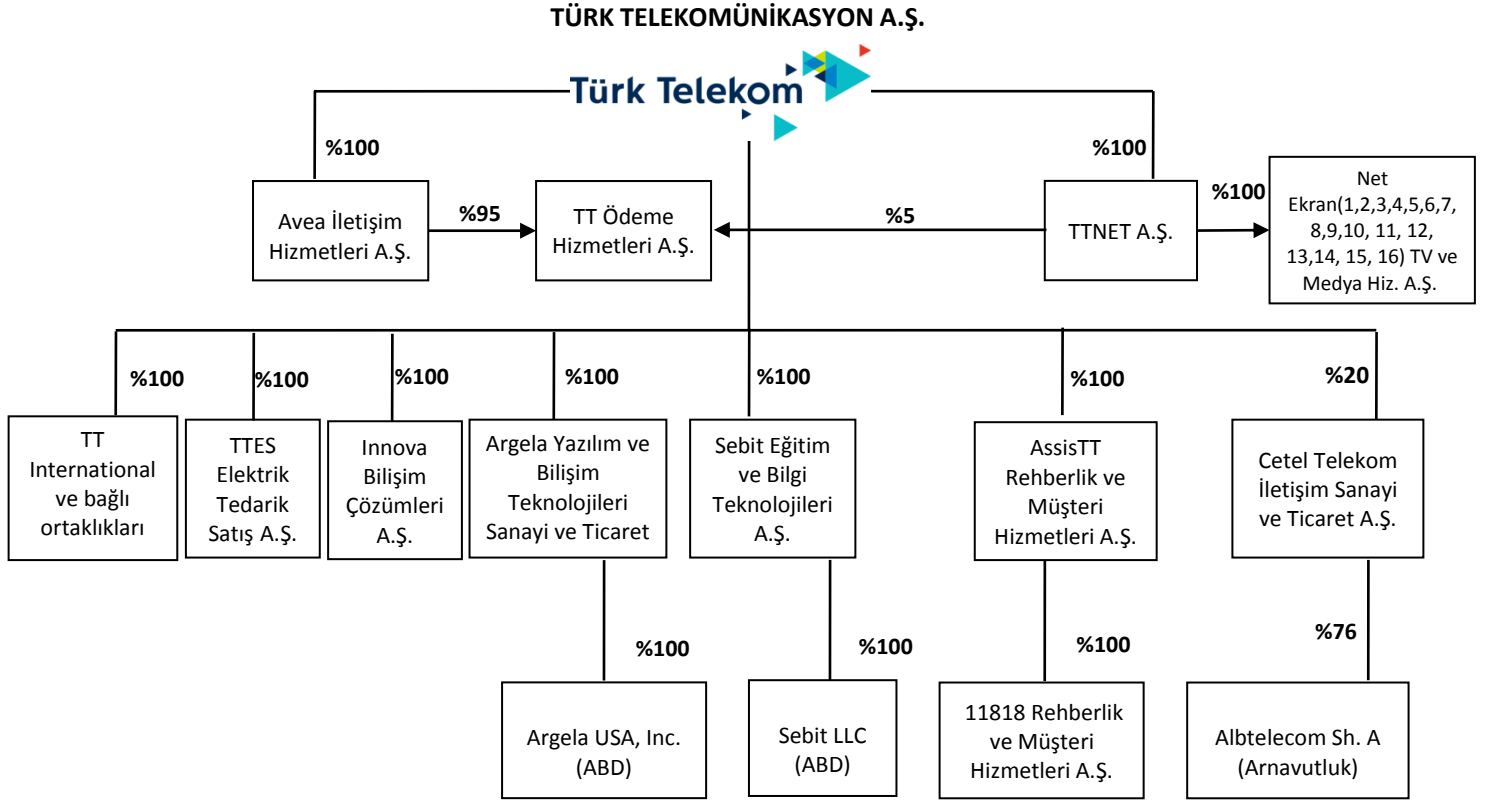 TÜRK TELEKOMÜNİKASYON A.Ş.
Türk Telekom
%100
%100
Avea İletişim
Hizmetleri A.Ş.
%95
TT Ödeme
Hizmetleri A.Ş.
%5
TTNET A.Ş.
%100
Net
Ekran(1,2,3,4,5,6,7,
8,9,10, 11, 12,
13,14, 15, 16) TV ve
Medya Hiz. A.Ş.
%100
%100
%100
%100
%100
%100
%20
TT
International
ve bağlı
ortaklıkları
TTES
Elektrik
Tedarik
Satış A.Ş.
Innova
Bilişim
Çözümleri
A.Ş.
Argela Yazılım ve
Bilişim
Teknolojileri
Sanayi ve Ticaret
Sebit Eğitim
ve Bilgi
Teknolojileri
A.Ş.
AssisTT
Rehberlik ve
Müşteri
Hizmetleri A.Ş.
Cetel Telekom
İletişim Sanayi
ve Ticaret A.Ş.
%100
%100
%100
%76
Argela USA, Inc.
(ABD)
Sebit LLC
(ABD)
11818 Rehberlik
ve Müşteri
Hizmetleri A.Ş.
Albtelecom Sh. A
(Arnavutluk)